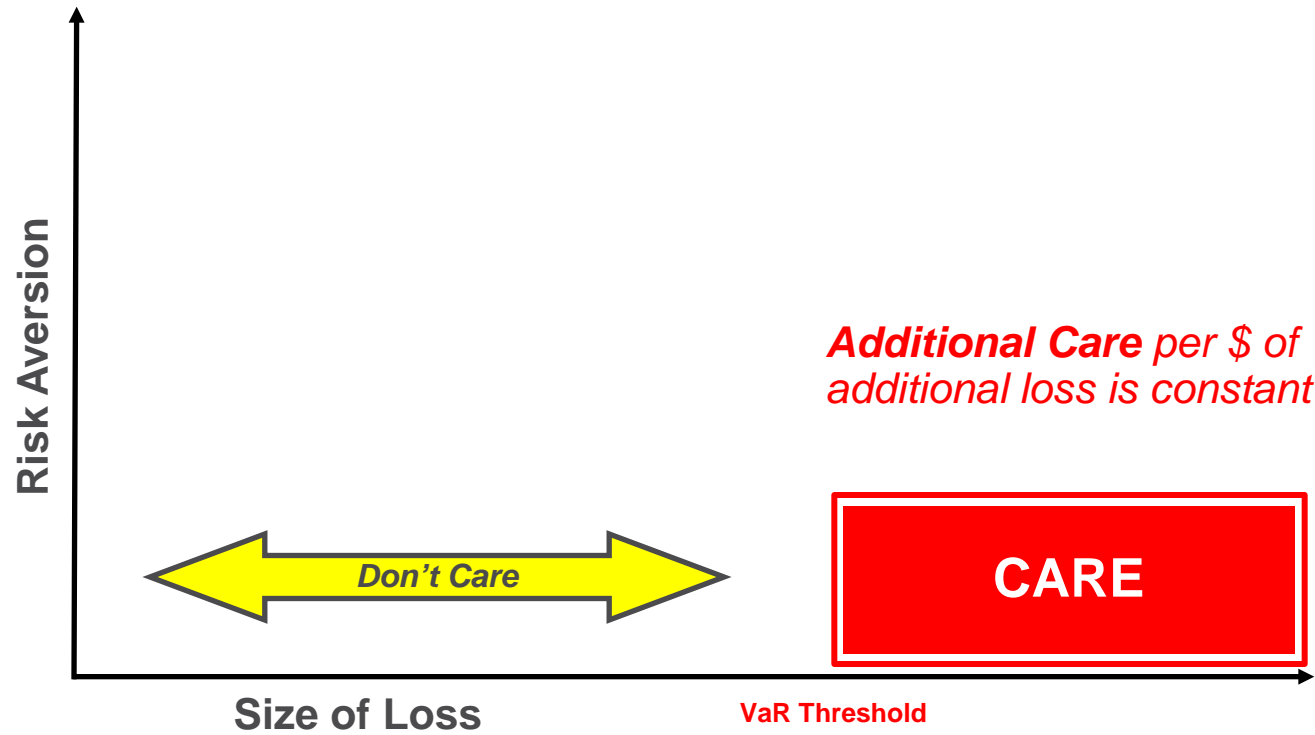 Risk Aversion
Additional Care per $ of
additional loss is constant
Don’t Care
CARE
Size of Loss
VaR Threshold